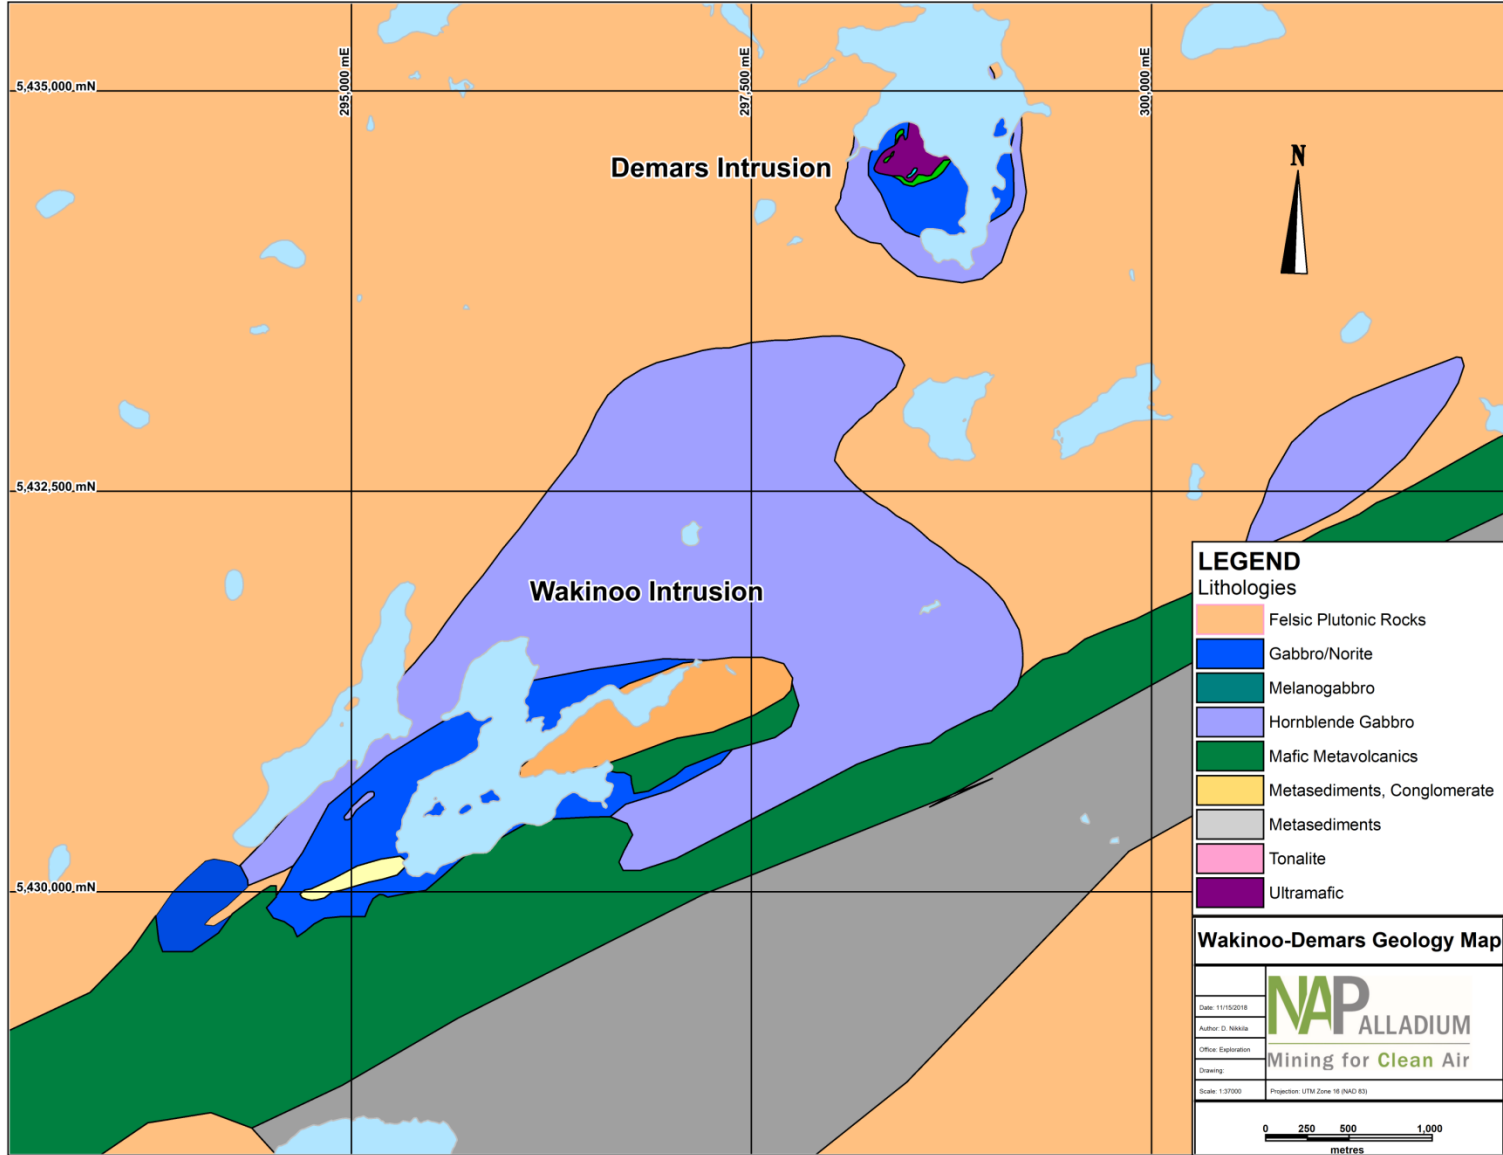 295,000 mE
297,500 mE
300,000 mE
5,435,000 mN
Demars Intrusion
N
5,432,500 mN
Wakinoo Intrusion
5,430,000 mN
LEGEND
Lithologies
Felsic Plutonic Rocks
Gabbro/Norite
Melanogabbro
Hornblende Gabbro
Mafic Metavolcanics
Metasediments, Conglomerate
Metasediments
Tonalite
Ultramafic
Wakinoo-Demars Geology Map
Date: 11/15/2018
Author: D. Nikkila
Office: Exploration
Drawing:
Scale: 1:37000
NAPALLADIUM
Mining for Clean Air
Projection: UTM Zone 16 (NAD 83)
0 250 500 1,000
metres